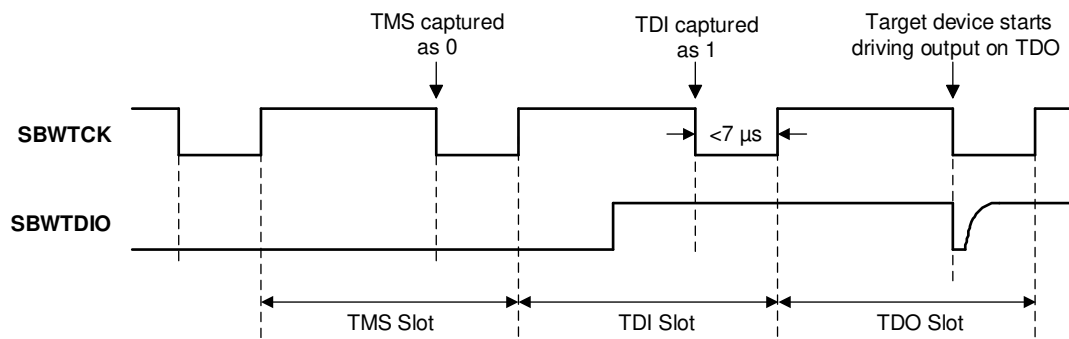 TMS captured
as 0
TDI captured
as 1
Target device starts
driving output on TDO
SBWTCK
<7 µs
SBWTDIO
TMS Slot
TDI Slot
TDO Slot